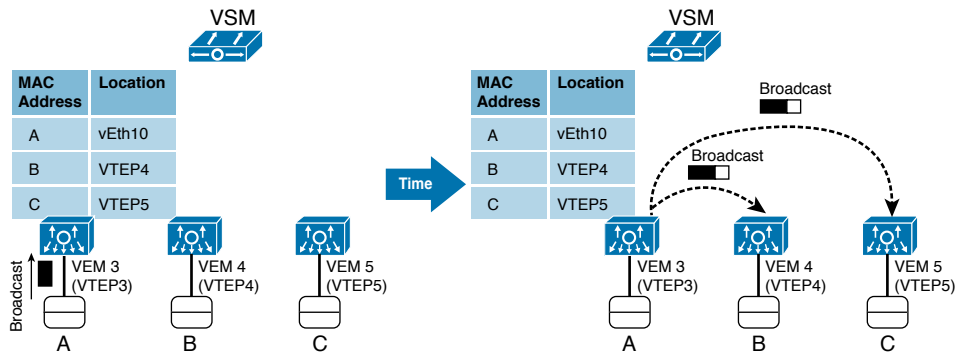 VSM
MAC Address
Location
A
vEth10
B
VTEP4
C
VTEP5
Broadcast
VEM 3
(VTEP3)
VEM 4
(VTEP4)
VEM 5
(VTEP5)
A
B
C
Time
VSM
MAC Address
Location
A
vEth10
B
VTEP4
C
VTEP5
Broadcast
Broadcast
VEM 3
(VTEP3)
VEM 4
(VTEP4)
VEM 5
(VTEP5)
A
B
C